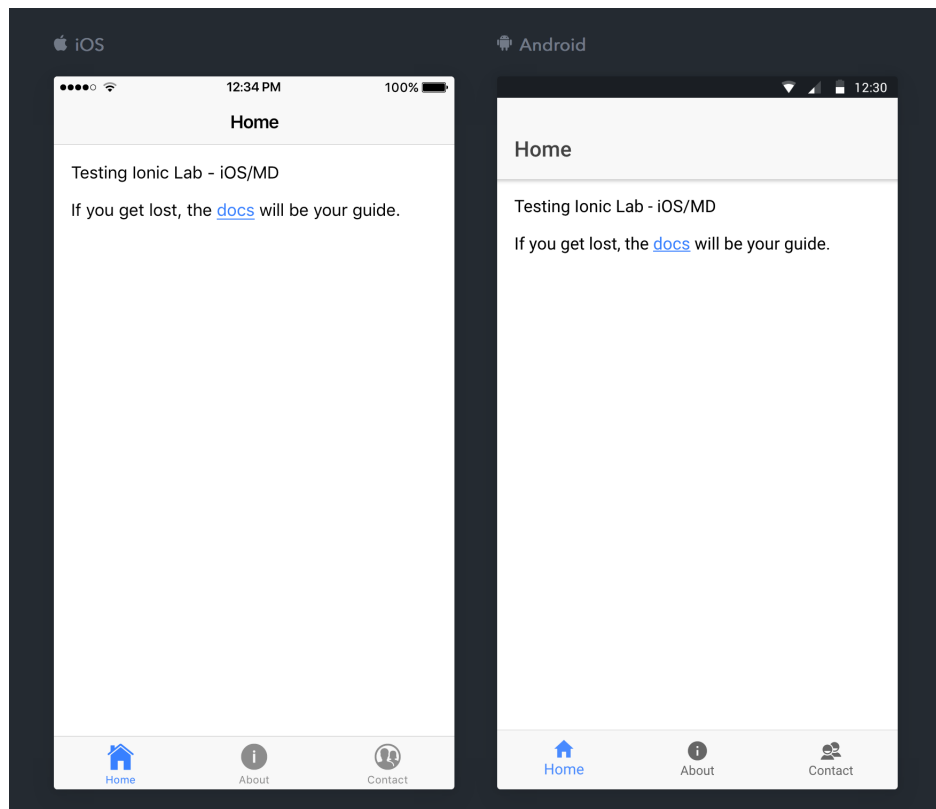 iOS
12:34 PM
100%
Home
Testing Ionic Lab - iOS/MD
If you get lost, the docs will be your guide.
Home
About
Contact
Android
12:30
Home
Testing Ionic Lab - iOS/MD
If you get lost, the docs will be your guide.
Home
About
Contact